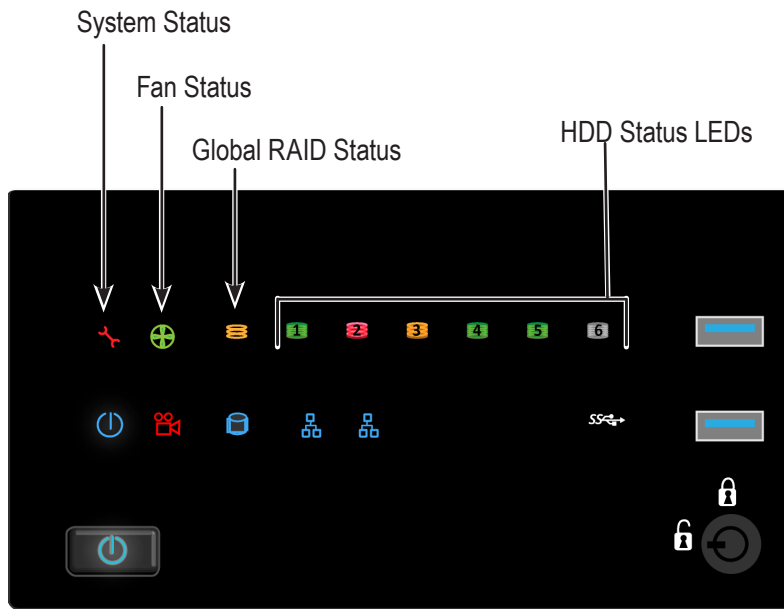 System Status
Fan Status
Global RAID Status
HDD Status LEDs
1 2 3 4 5 6
SS